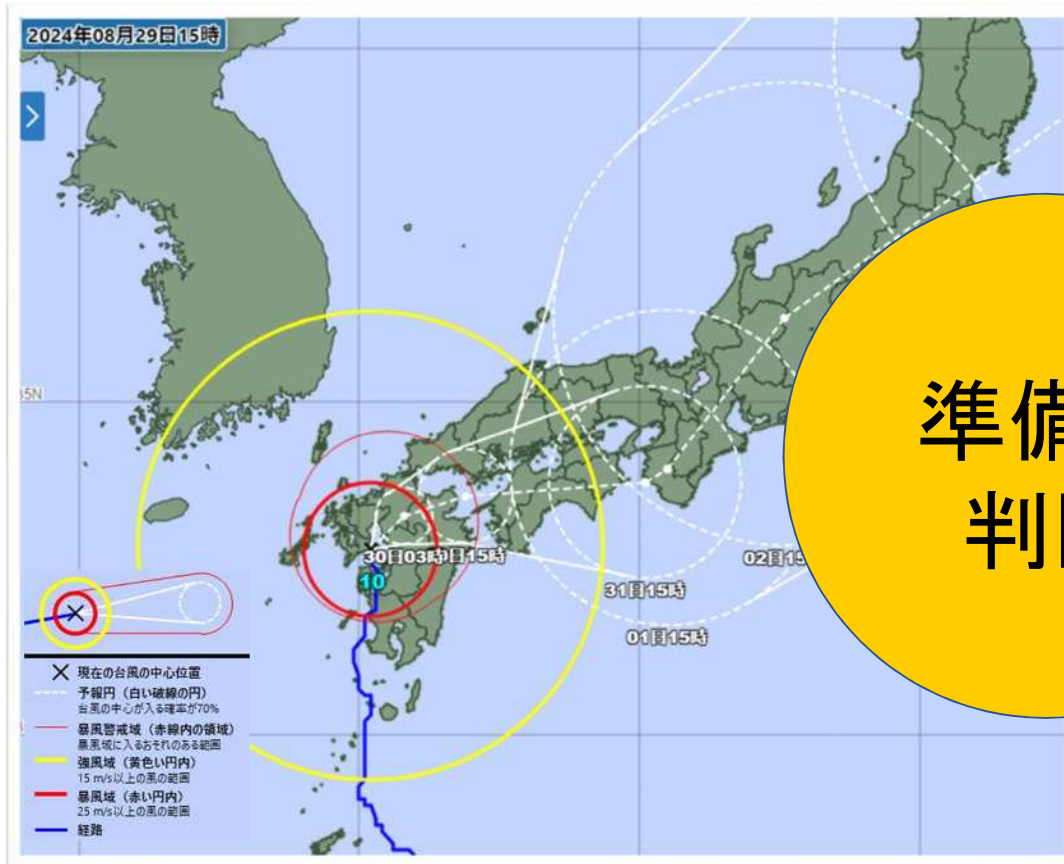 2024年08月29日15時
5N
準備
判
30日03時
日15時
10
02日15
31日15時
01日15時
現在の台風の中心位置
予報円（白い破線の円）
台風の中心が入る確率が70%
暴風警戒域（赤線内の領域）
暴風域に入るおそれのある範囲
強風域（黄色い円内）
15 m/s以上の風の範囲
暴風域（赤い円内）
25 m/s以上の風の範囲
経路